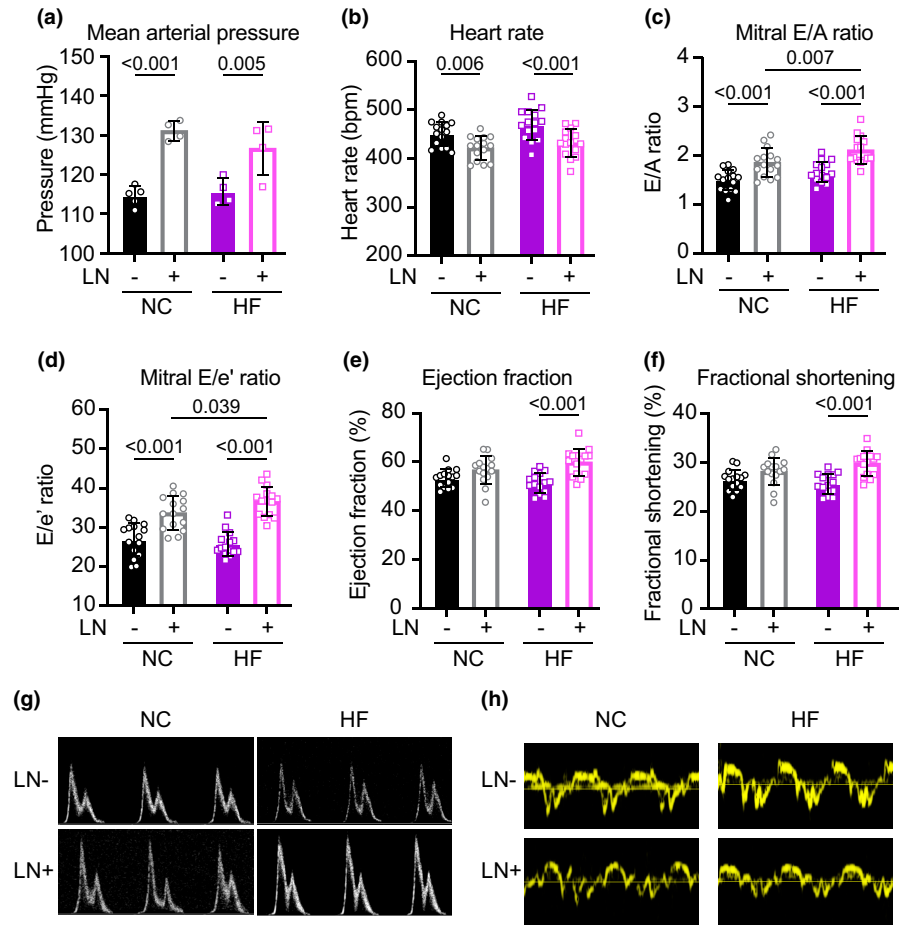 (a)
Mean arterial pressure
<0.001
0.005
Pressure (mmHg)
140
130
120
110
100
LN
- + - +
NC HF
(b)
Heart rate
0.006
<0.001
Heart rate (bpm)
600
500
400
300
200
LN
- + - +
NC HF
(c)
Mitral E/A ratio
0.007
<0.001 <0.001
E/A ratio
4
3
2
1
0
LN
- + - +
NC HF
(d)
Mitral E/e' ratio
0.039
<0.001 <0.001
E/e' ratio
60
50
40
30
20
10
LN
- + - +
NC HF
(e)
Ejection fraction
<0.001
Ejection fraction (%)
80
60
40
20
0
LN
- + - +
NC HF
(f)
Fractional shortening
<0.001
Fractional shortening (%)
40
30
20
10
0
LN
- + - +
NC HF
(g)
NC HF
LN-
LN+
(h)
NC HF
LN-
LN+